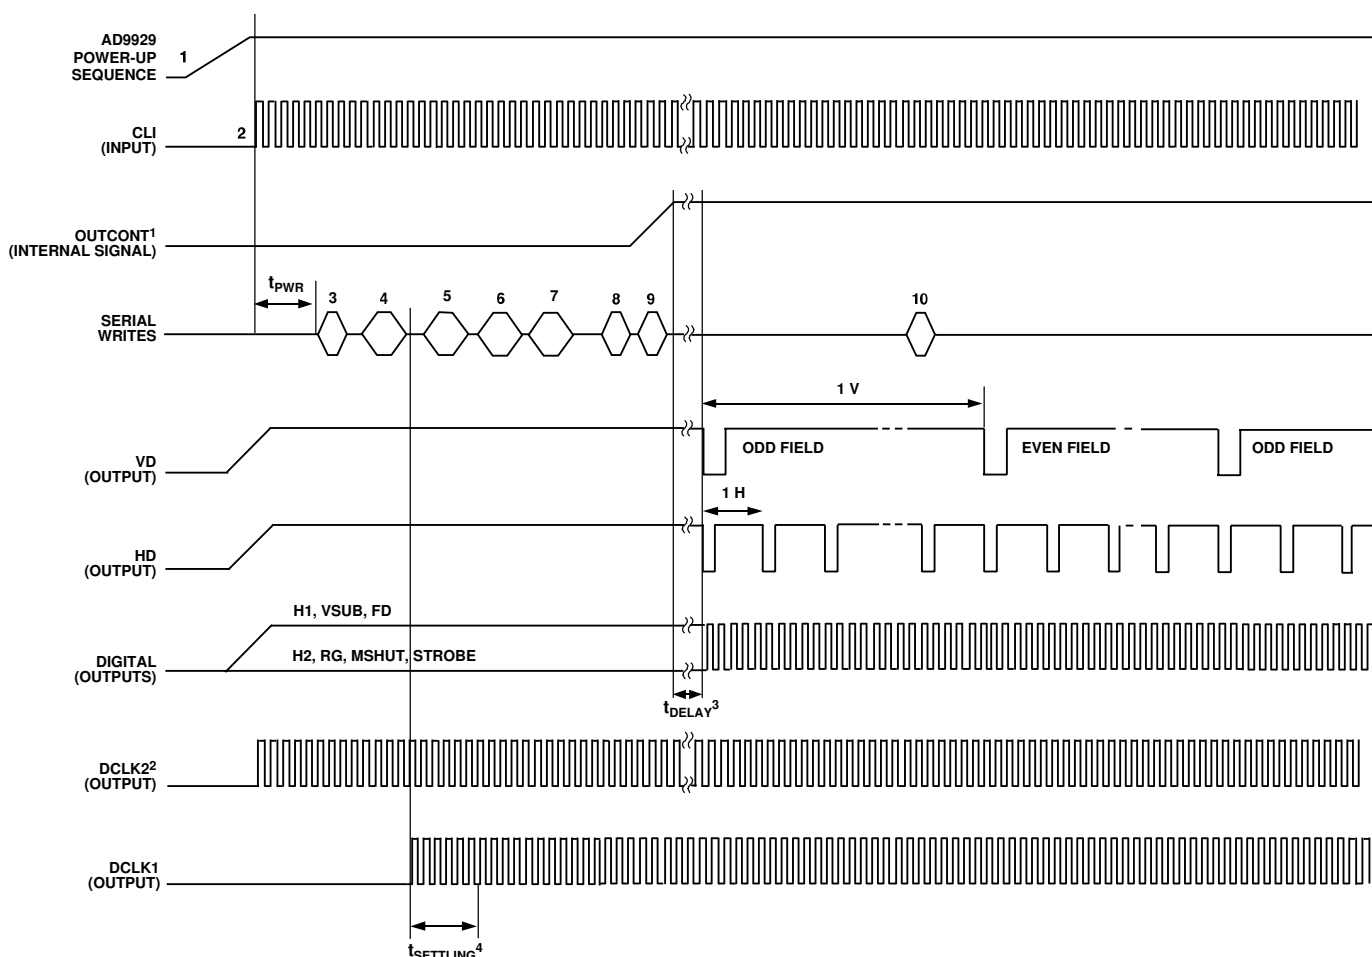 AD9929
POWER-UP
SEQUENCE
1
CLI
(INPUT)
2
OUTCONT¹
(INTERNAL SIGNAL)
tPWR
SERIAL
WRITES
3 4 5 6 7 8 9 10
1 V
VD
(OUTPUT)
ODD FIELD EVEN FIELD ODD FIELD
1 H
HD
(OUTPUT)
H1, VSUB, FD
DIGITAL
(OUTPUTS)
H2, RG, MSHUT, STROBE
tDELAY³
DCLK2²
(OUTPUT)
DCLK1
(OUTPUT)
tSETTLING⁴